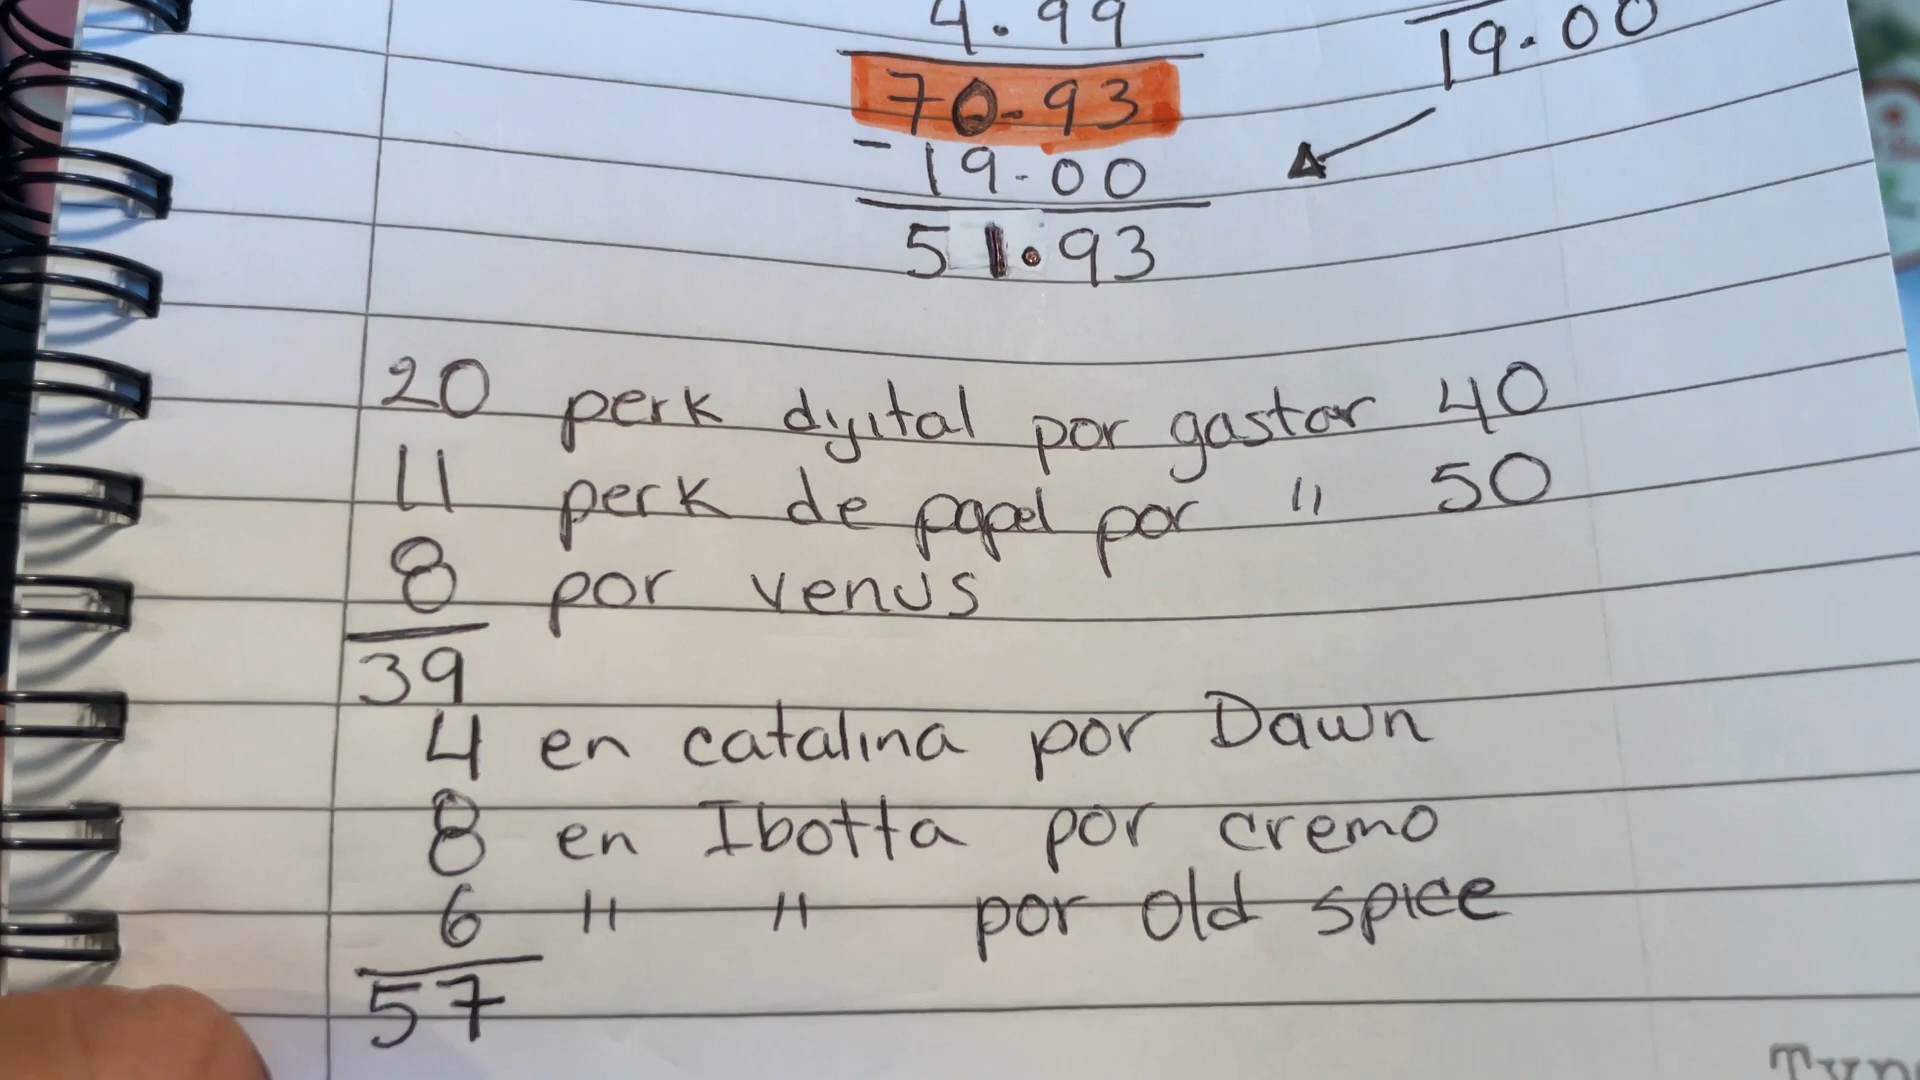 4.99
19.00
70.93
- 19.00
51.93
20 perk dyital por gastar 40
11 perk de papel por " 50
8 por venus
39
4 en catalina por Dawn
8 en Ibotta por cremo
6 " " por old spice
57